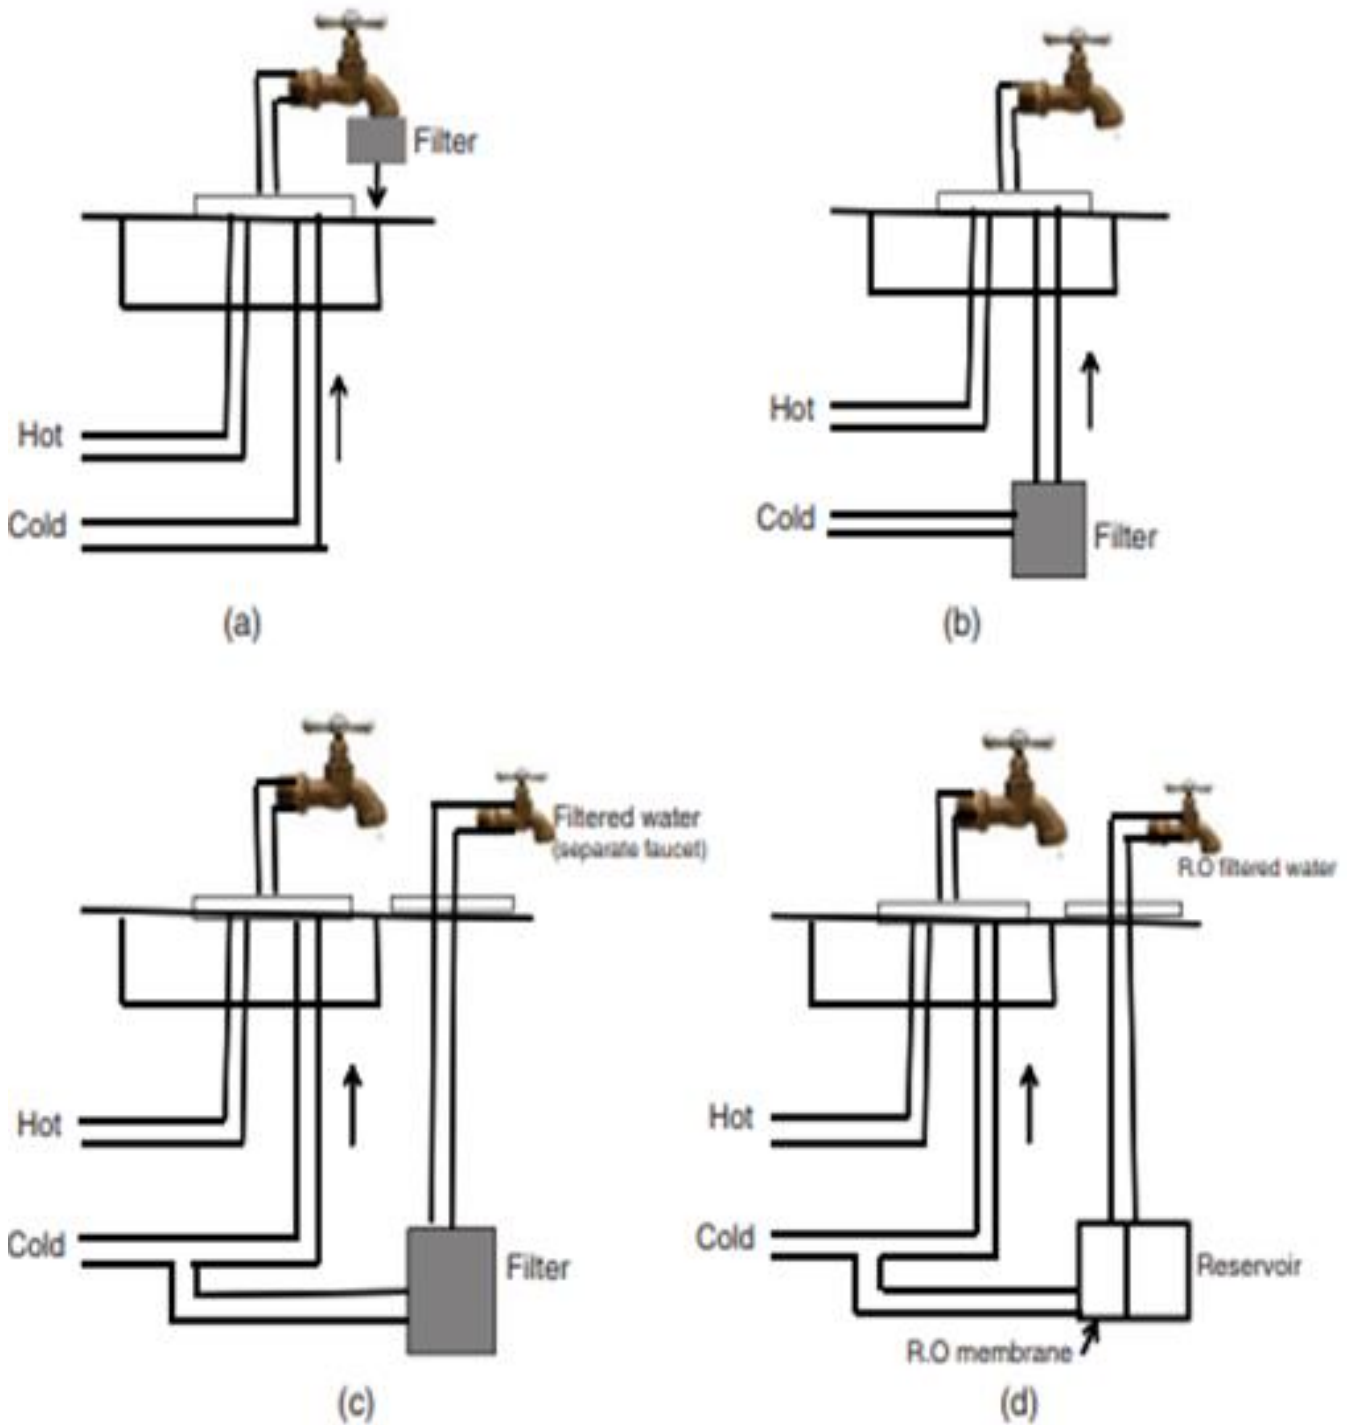 Filter
Hot
Cold
(a)
Hot
Cold
Filter
(b)
Filtered water
(separate faucet)
Hot
Cold
Filter
(c)
R.O filtered water
Hot
Cold
Reservoir
R.O membrane
(d)